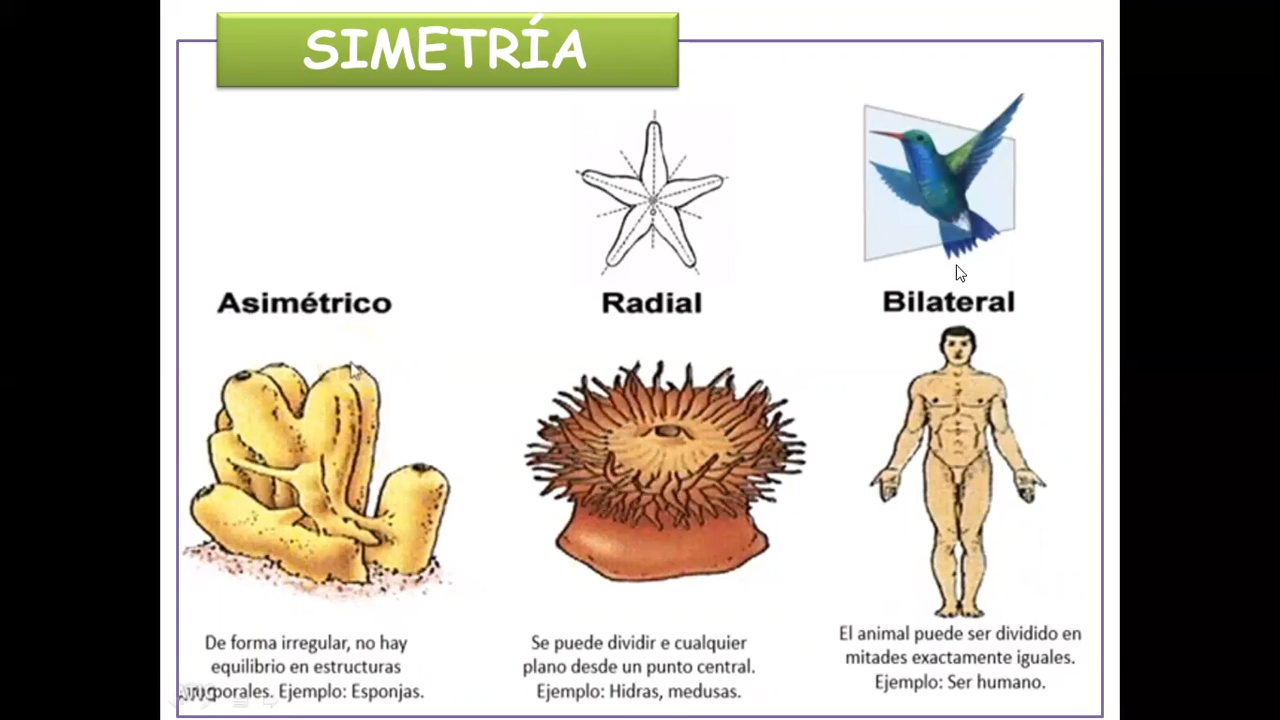 SIMETRÍA
Asimétrico
Radial
Bilateral
De forma irregular, no hay
equilibrio en estructuras
Ejemplo: Esponjas.
Se puede dividir e cualquier
plano desde un punto central.
Ejemplo: Hidras, medusas.
El animal puede ser dividido en
mitades exactamente iguales.
Ejemplo: Ser humano.